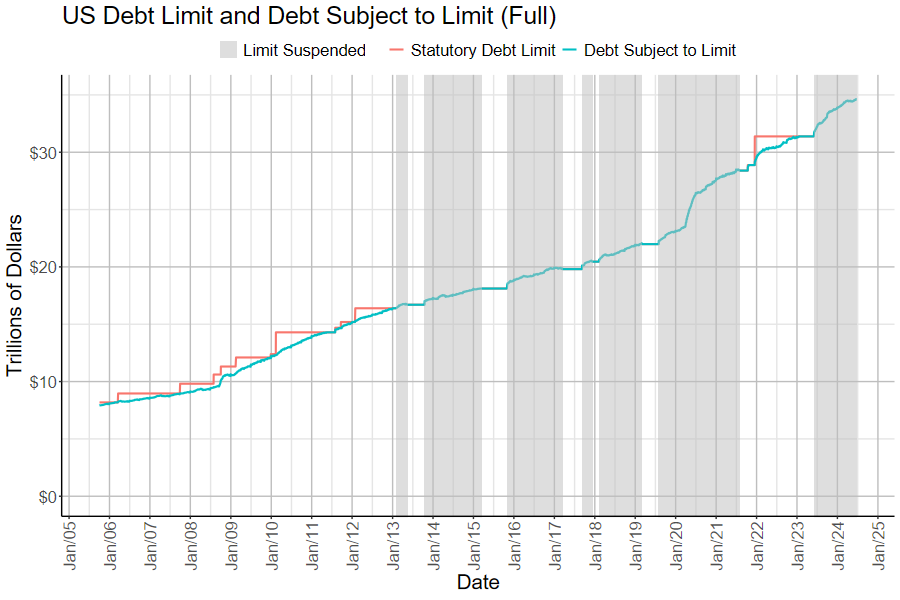 US Debt Limit and Debt Subject to Limit (Full)
Limit Suspended Statutory Debt Limit Debt Subject to Limit
Trillions of Dollars
$30
$20
$10
$0
Jan/05 Jan/06 Jan/07 Jan/08 Jan/09 Jan/10 Jan/11 Jan/12 Jan/13 Jan/14 Jan/15 Jan/16 Jan/17 Jan/18 Jan/19 Jan/20 Jan/21 Jan/22 Jan/23 Jan/24 Jan/25
Date